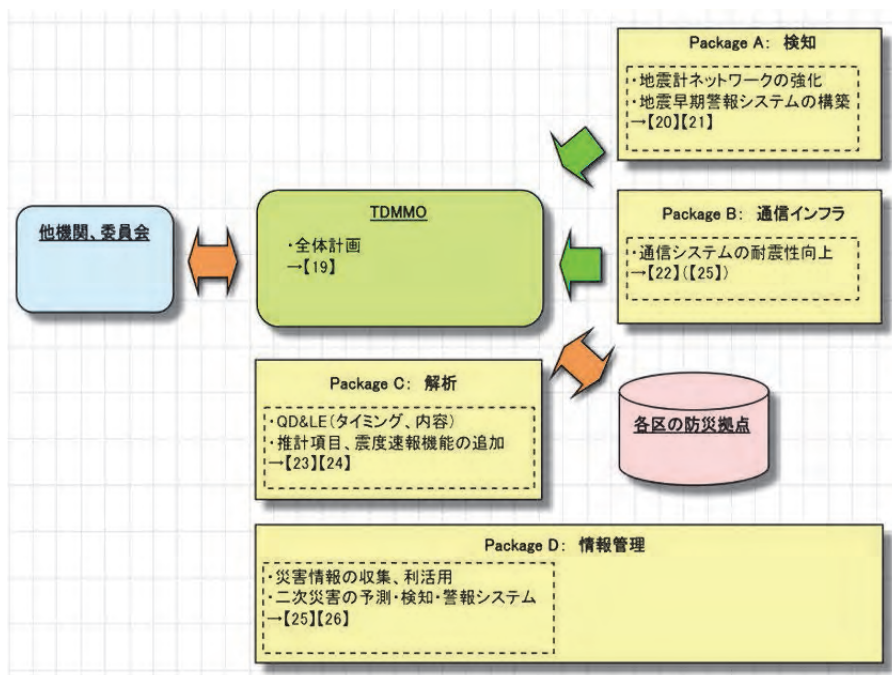 Package A: 検知
・地震計ネットワークの強化
・地震早期警報システムの構築
→【20】【21】
他機関、委員会
TDMMO
・全体計画
→【19】
Package B: 通信インフラ
・通信システムの耐震性向上
→【22】(【25】)
Package C: 解析
・QD&LE(タイミング、内容)
・推計項目、震度速報機能の追加
→【23】【24】
各区の防災拠点
Package D: 情報管理
・災害情報の収集、利活用
・二次災害の予測・検知・警報システム
→【25】【26】